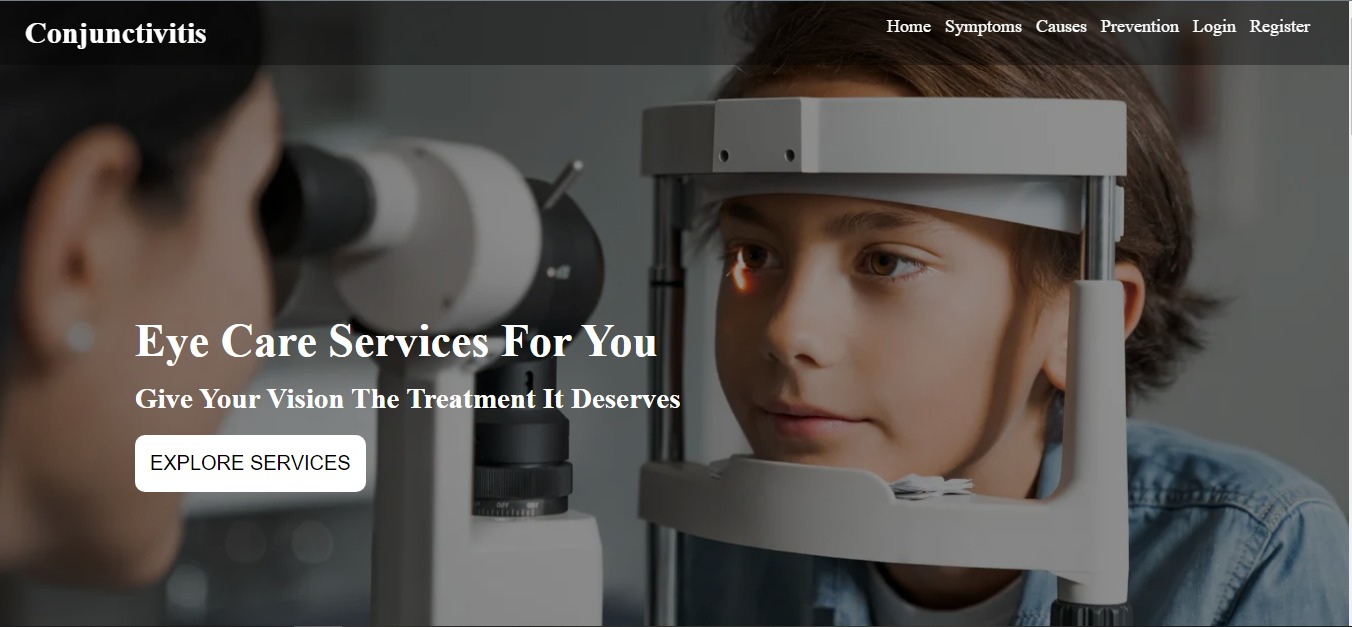 Conjunctivitis
Home Symptoms Causes Prevention Login Register
Eye Care Services For You
Give Your Vision The Treatment It Deserves
EXPLORE SERVICES
OFF